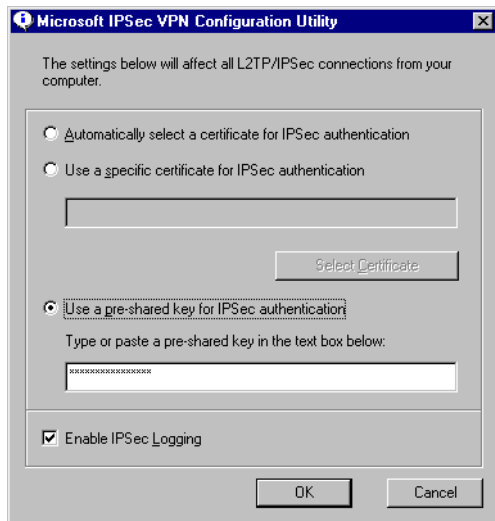 Microsoft IPSec VPN Configuration Utility
The settings below will affect all L2TP/IPSec connections from your
computer.
Automatically select a certificate for IPSec authentication
Use a specific certificate for IPSec authentication
Select Certificate
Use a pre-shared key for IPSec authentication
Type or paste a pre-shared key in the text box below:
xxxxxxxxxxxxxxxx
Enable IPSec Logging
OK
Cancel